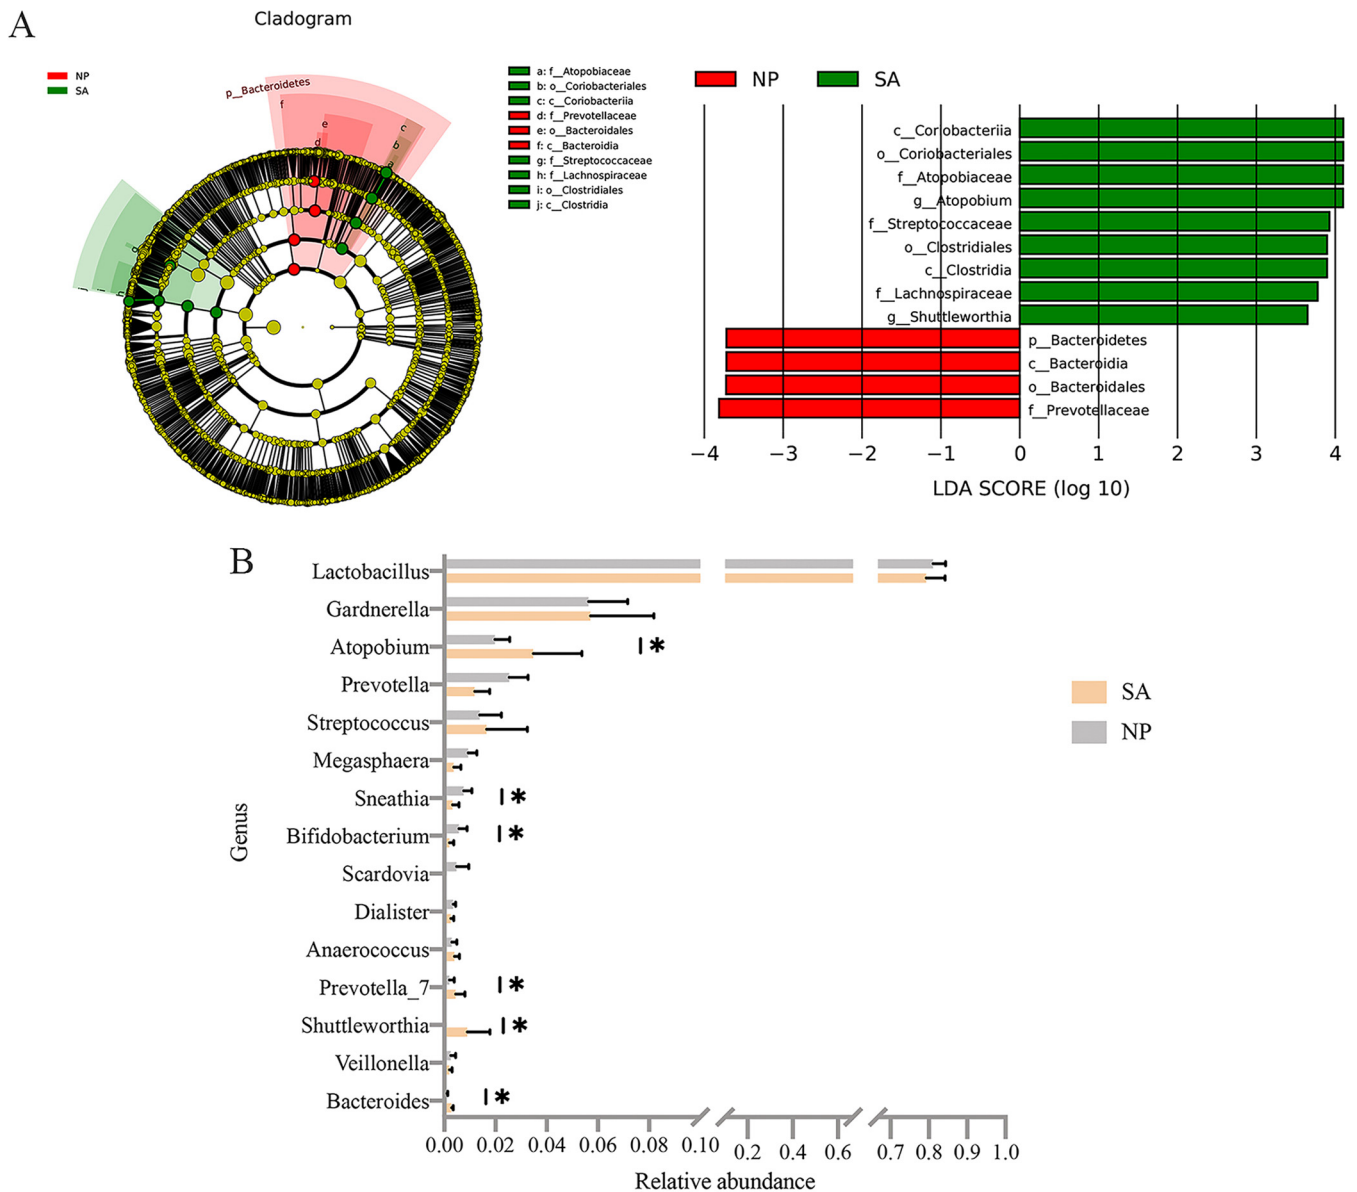 A
Cladogram
NP
SA
p__Bacteroidetes
f
e
d
c
b
a
g
h
i
j
a: f__Atopobiaceae
b: o__Coriobacteriales
c: c__Coriobacteriia
d: f__Prevotellaceae
e: o__Bacteroidales
f: c__Bacteroidia
g: f__Streptococcaceae
h: f__Lachnospiraceae
i: o__Clostridiales
j: c__Clostridia
NP SA
c__Coriobacteriia
o__Coriobacteriales
f__Atopobiaceae
g__Atopobium
f__Streptococcaceae
o__Clostridiales
c__Clostridia
f__Lachnospiraceae
g__Shuttleworthia
p__Bacteroidetes
c__Bacteroidia
o__Bacteroidales
f__Prevotellaceae
−4 −3 −2 −1 0 1 2 3 4
LDA SCORE (log 10)
B
Genus
Lactobacillus
Gardnerella
Atopobium *
Prevotella
Streptococcus
Megasphaera
Sneathia *
Bifidobacterium *
Scardovia
Dialister
Anaerococcus
Prevotella_7 *
Shuttleworthia *
Veillonella
Bacteroides *
SA
NP
0.00 0.02 0.04 0.06 0.08 0.10 0.2 0.4 0.6 0.7 0.8 0.9 1.0
Relative abundance